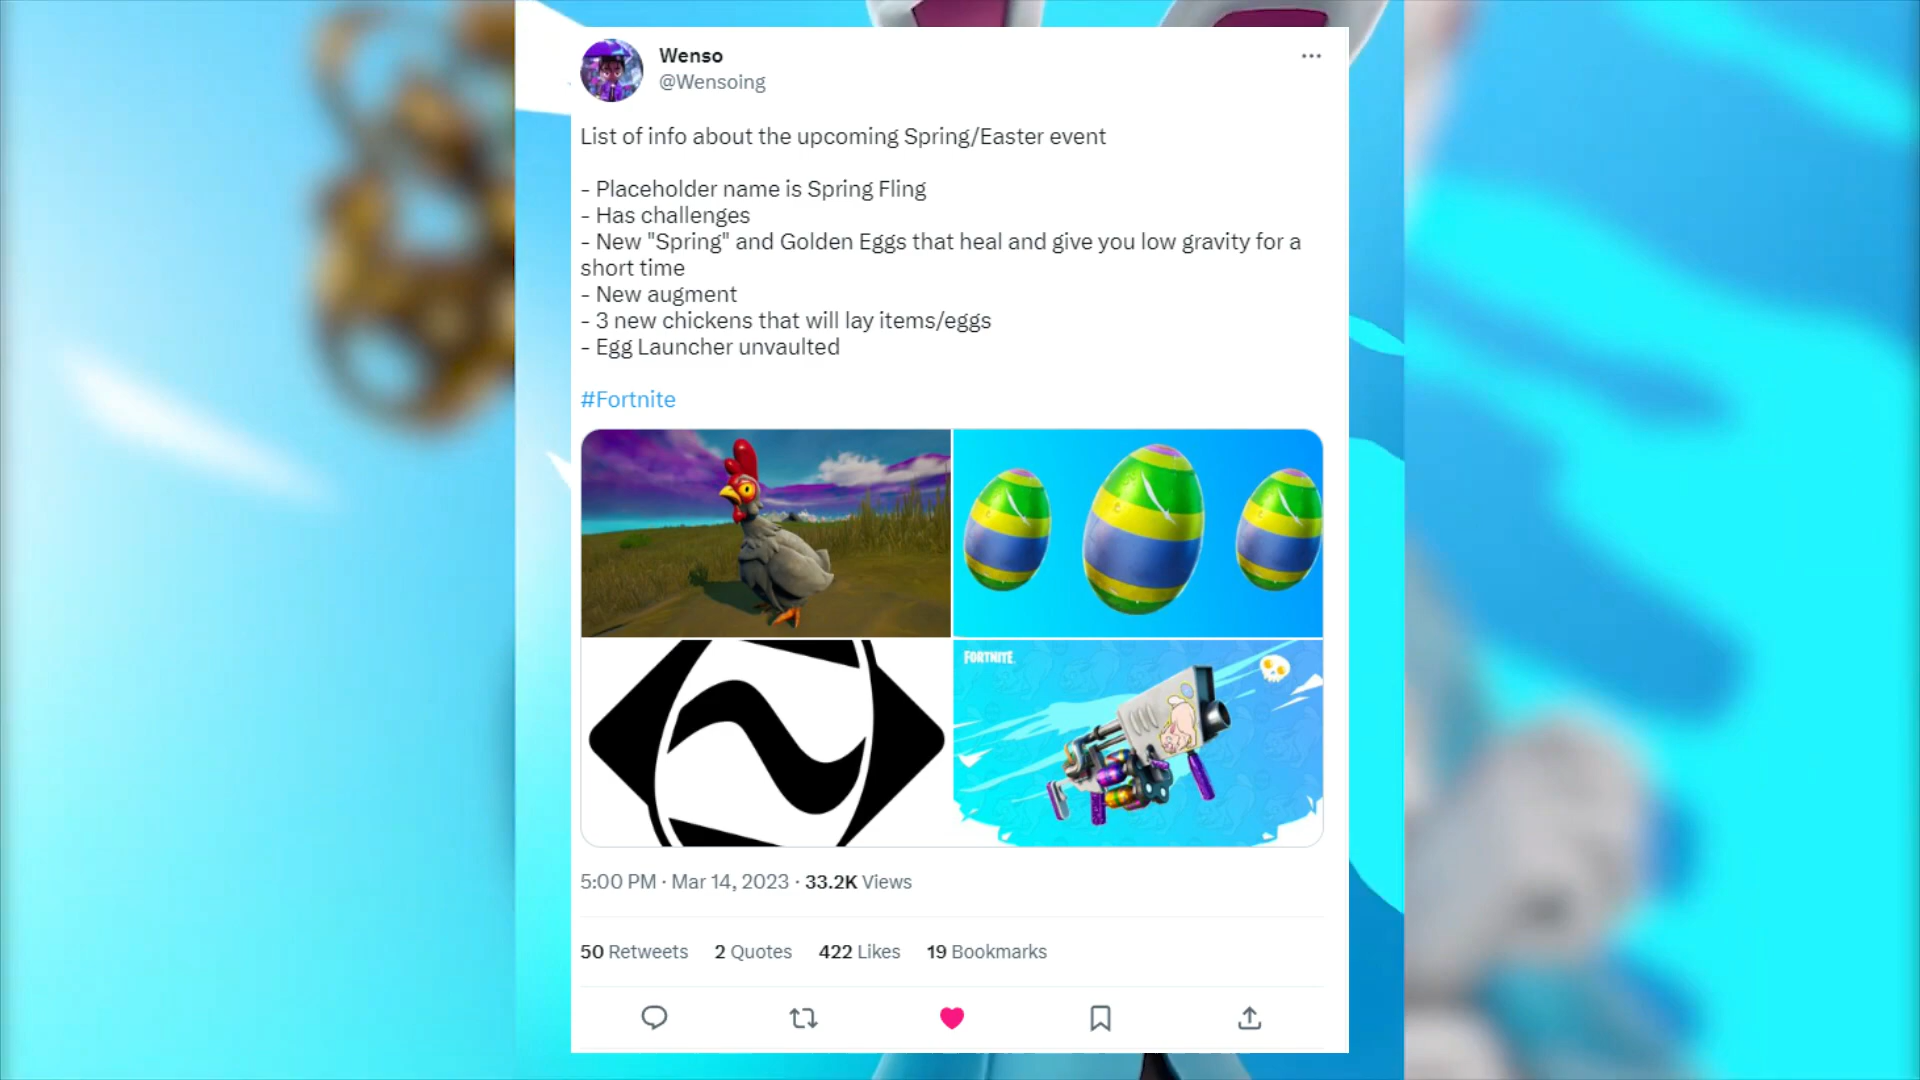 Wenso
@Wensoing
List of info about the upcoming Spring/Easter event
- Placeholder name is Spring Fling
- Has challenges
- New "Spring" and Golden Eggs that heal and give you low gravity for a
short time
- New augment
- 3 new chickens that will lay items/eggs
- Egg Launcher unvaulted
#Fortnite
FORTNITE
5:00 PM · Mar 14, 2023 · 33.2K Views
50 Retweets 2 Quotes 422 Likes 19 Bookmarks